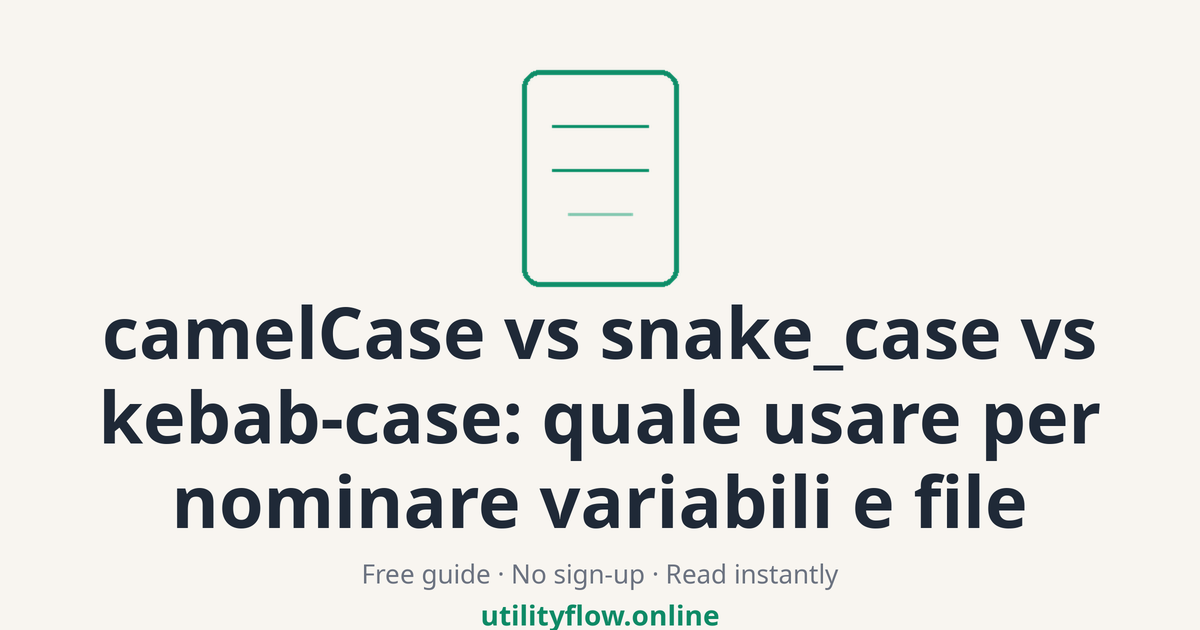 camelCase vs snake_case vs
kebab-case: quale usare per
nominare variabili e file
Free guide · No sign-up · Read instantly
utilityflow.online